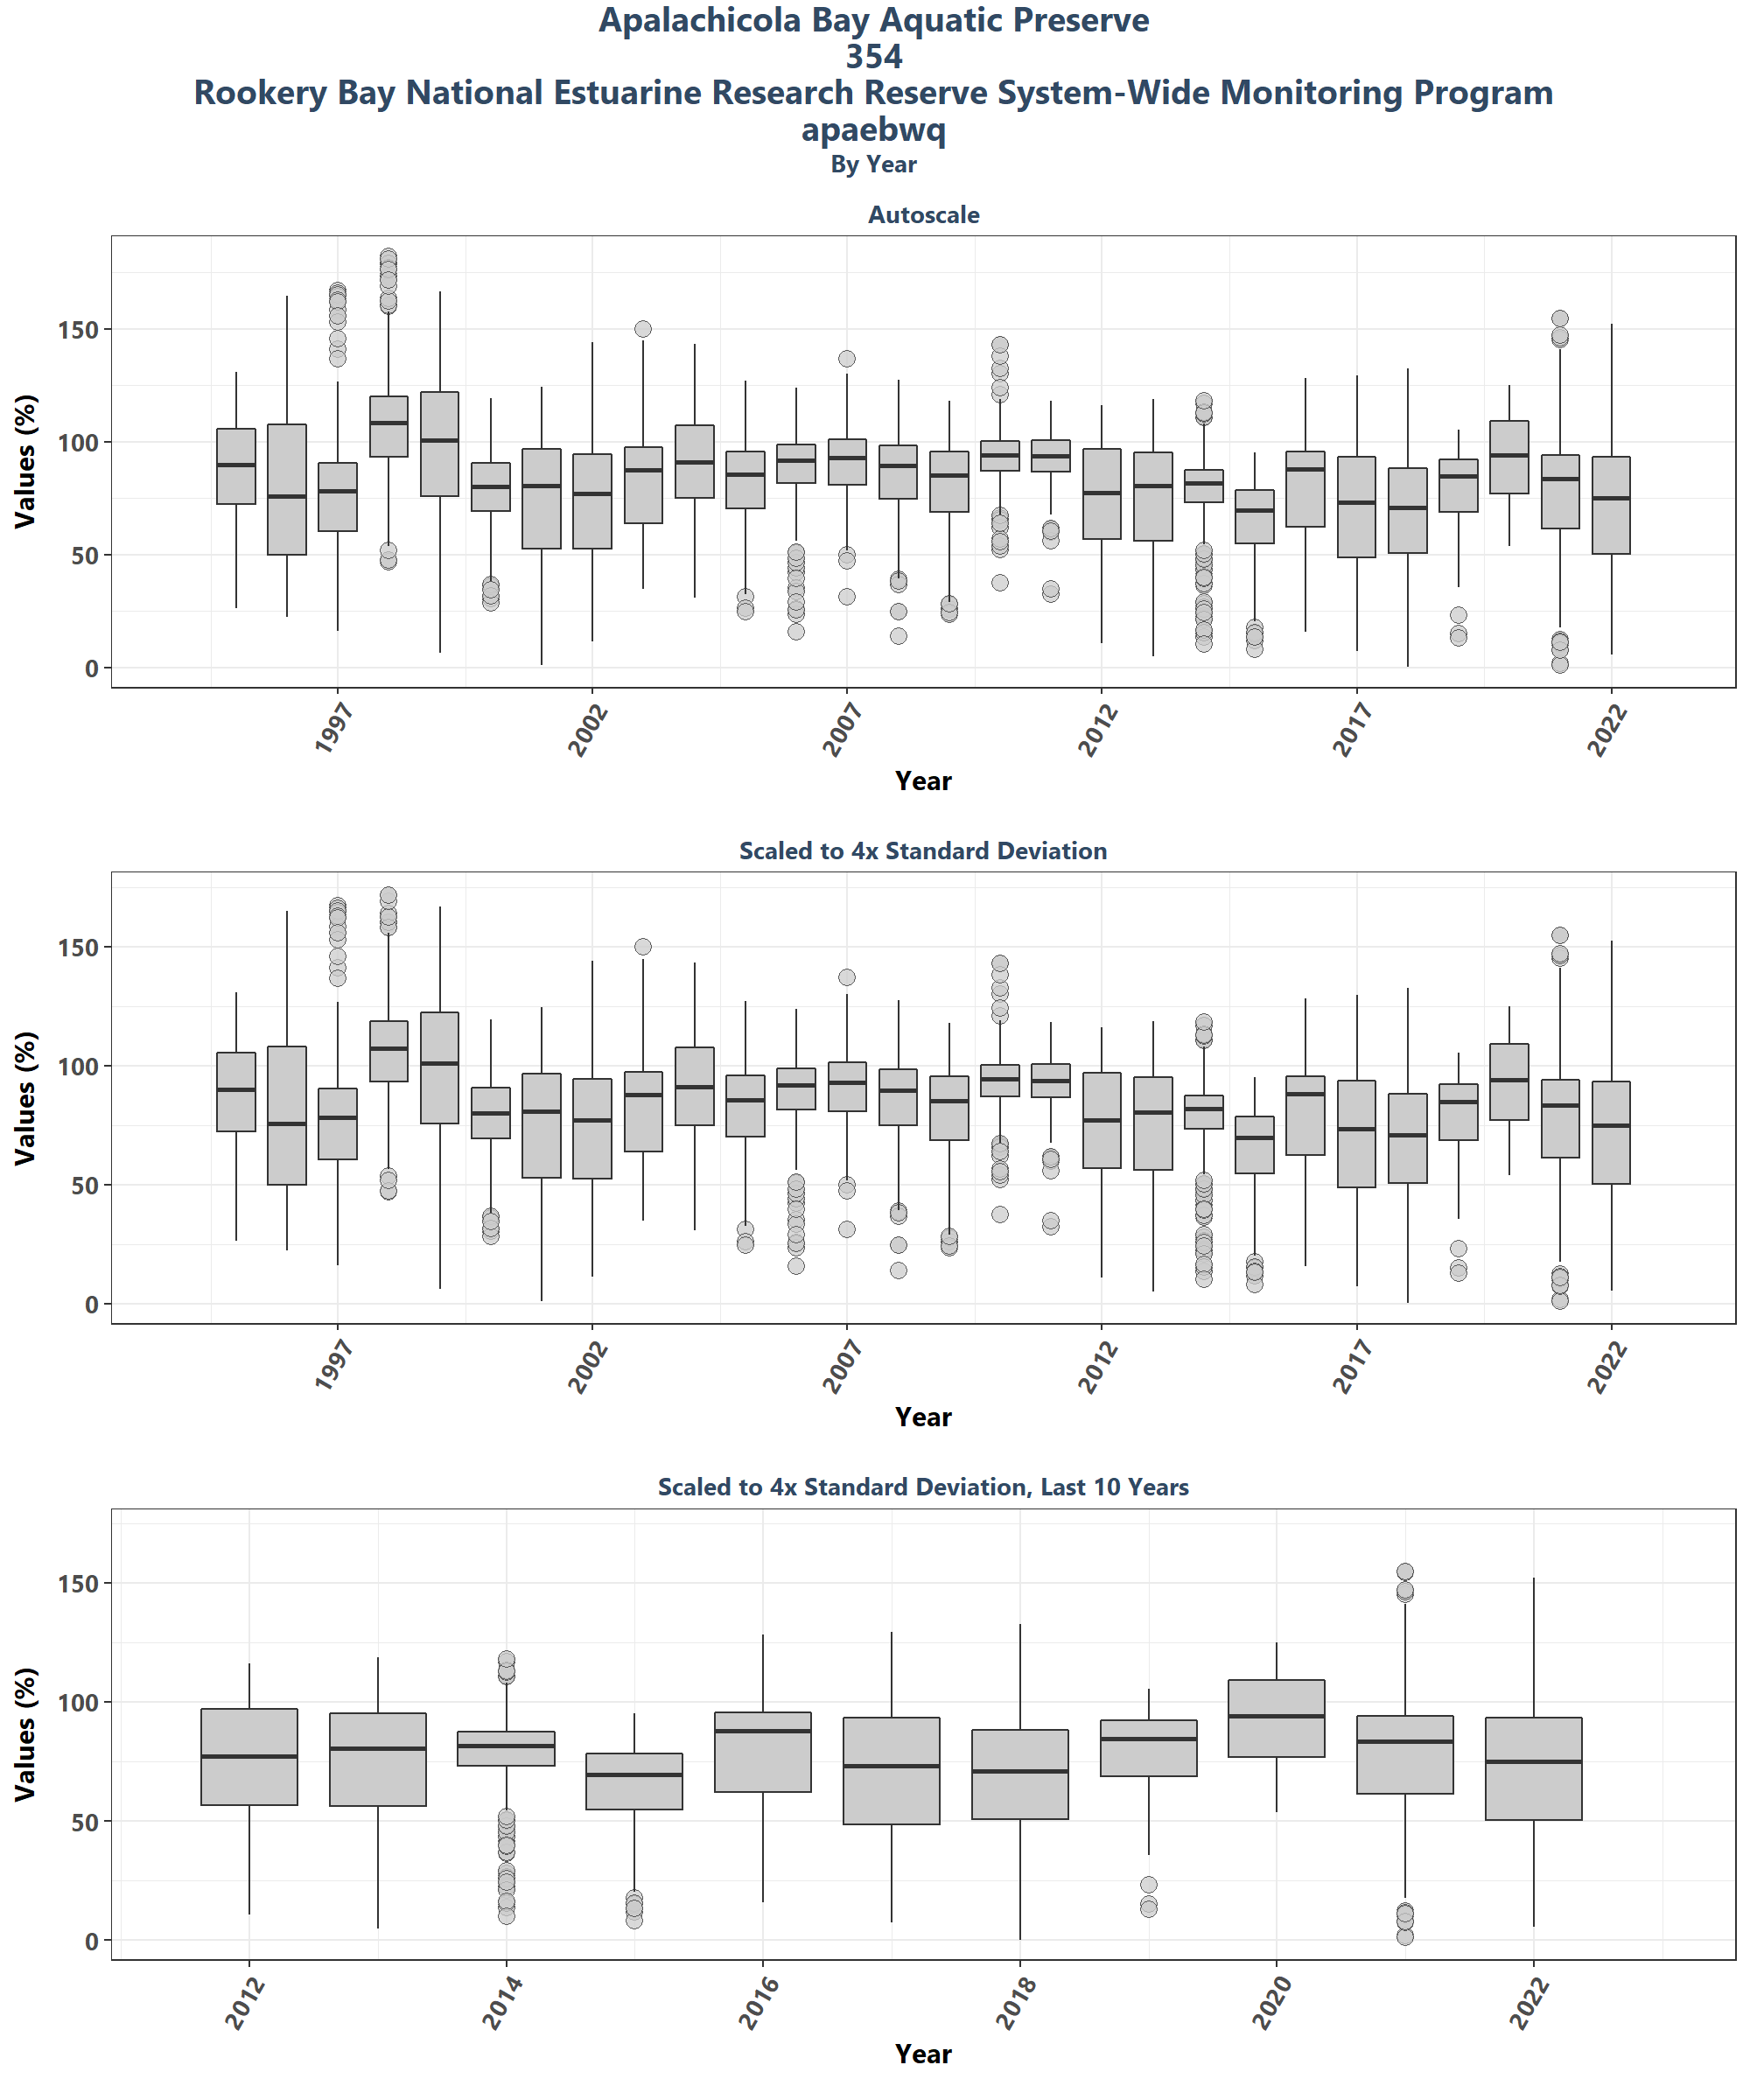 Apalachicola Bay Aquatic Preserve
354
Rookery Bay National Estuarine Research Reserve System-Wide Monitoring Program
apaebwq
By Year
Autoscale
Values (%)
150
100
50
0
1997 2002 2007 2012 2017 2022
Year
Scaled to 4x Standard Deviation
Values (%)
150
100
50
0
1997 2002 2007 2012 2017 2022
Year
Scaled to 4x Standard Deviation, Last 10 Years
Values (%)
150
100
50
0
2012 2014 2016 2018 2020 2022
Year